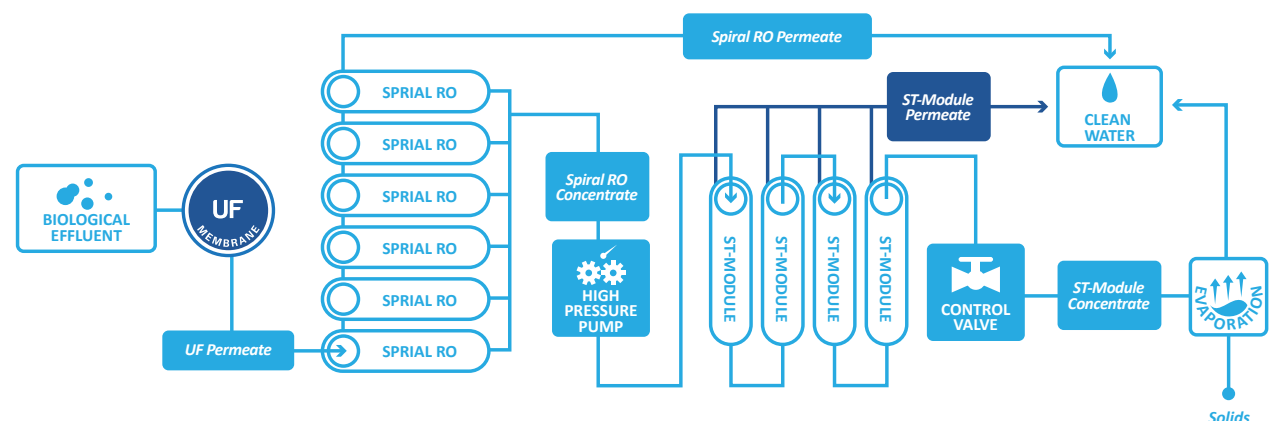 Spiral RO Permeate
SPRIAL RO
SPRIAL RO
SPRIAL RO
SPRIAL RO
SPRIAL RO
SPRIAL RO
BIOLOGICAL
EFFLUENT
UF
MEMBRANE
UF Permeate
Spiral RO
Concentrate
HIGH
PRESSURE
PUMP
ST-Module
Permeate
ST-MODULE
ST-MODULE
ST-MODULE
ST-MODULE
CONTROL
VALVE
ST-Module
Concentrate
CLEAN
WATER
EVAPORATION
Solids